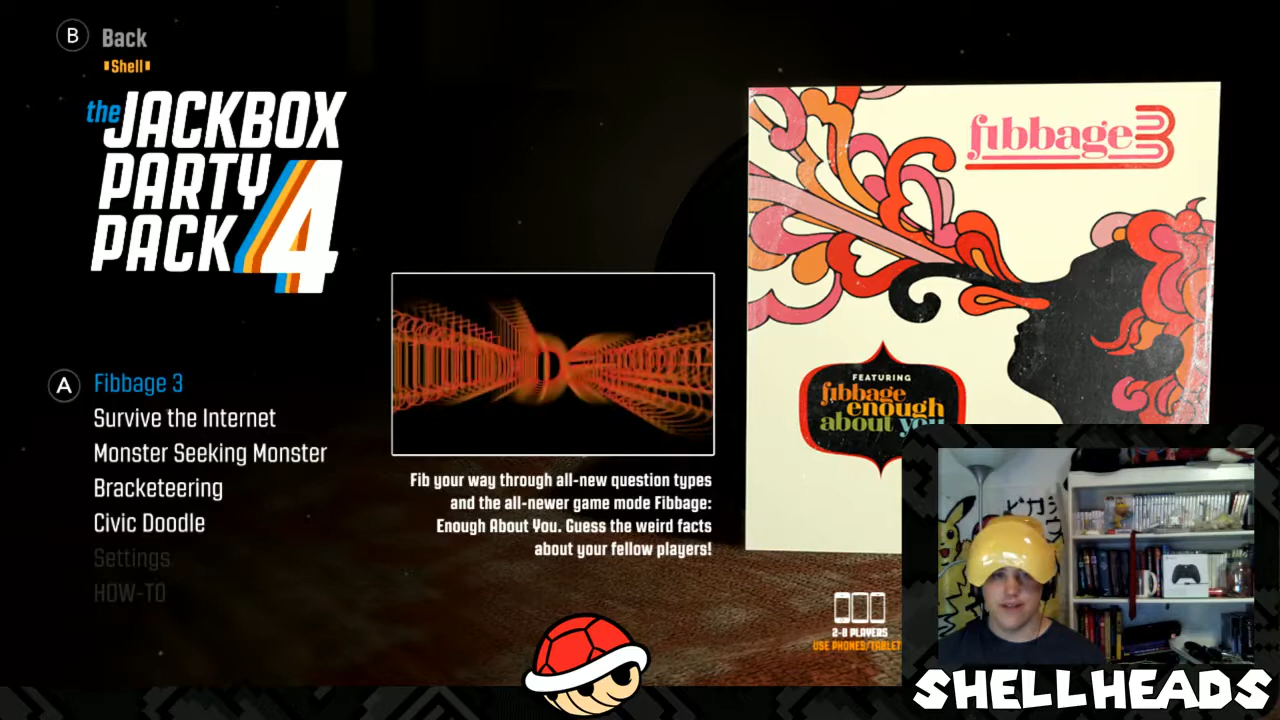 B Back
Shell
the JACKBOX
PARTY
PACK 4
A Fibbage 3
Survive the Internet
Monster Seeking Monster
Bracketeering
Civic Doodle
Settings
HOW-TO
Fib your way through all-new question types
and the all-newer game mode Fibbage:
Enough About You. Guess the weird facts
about your fellow players!
fibbage 3
FEATURING
fibbage
enough
about you
2-8 PLAYERS
USE PHONES/TABLET
SHELLHEADS